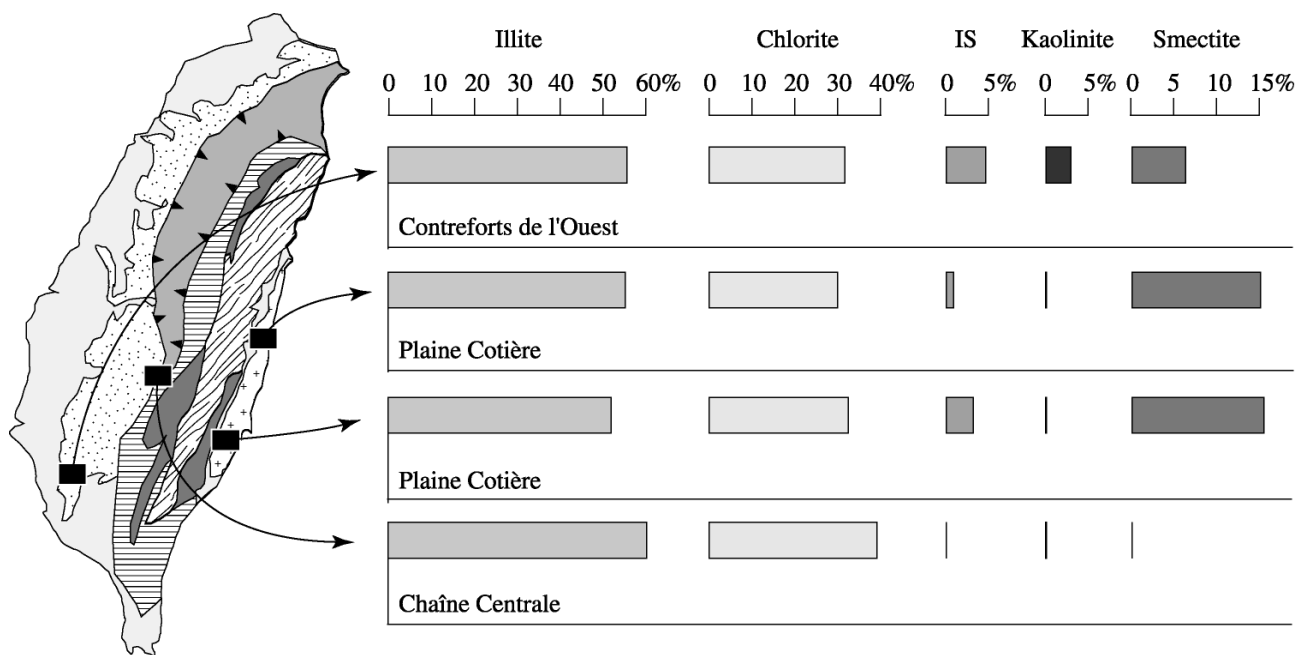 Illite Chlorite IS Kaolinite Smectite
0 10 20 30 40 50 60% 0 10 20 30 40% 0 5% 0 5% 0 5 10 15%
Contreforts de l'Ouest
Plaine Cotière
Plaine Cotière
Chaîne Centrale